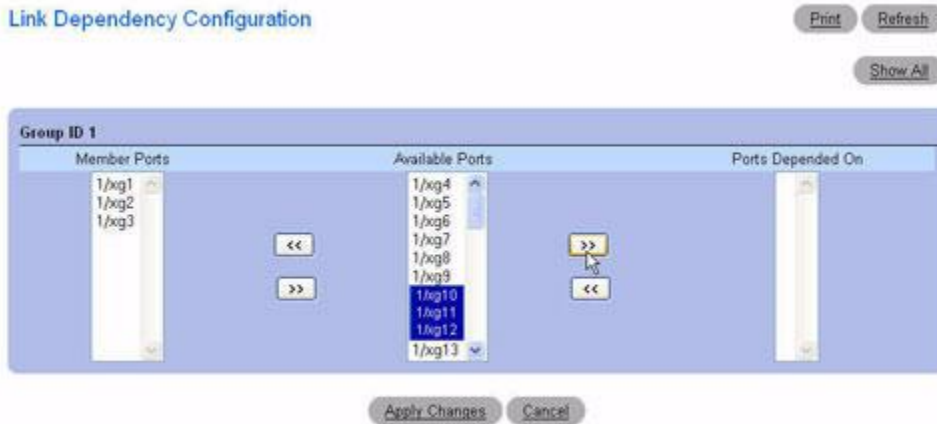 Link Dependency Configuration
Print
Refresh
Show All
Group ID 1
Member Ports
Available Ports
Ports Depended On
1/xg1
1/xg2
1/xg3
<<
>>
1/xg4
1/xg5
1/xg6
1/xg7
1/xg8
1/xg9
1/xg10
1/xg11
1/xg12
1/xg13
>>
<<
Apply Changes
Cancel